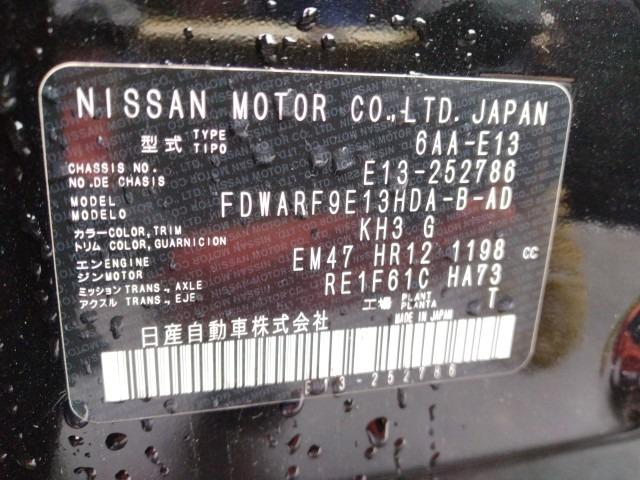 NISSAN MOTOR CO.,LTD. JAPAN
型式 TYPE TIPO 6AA-E13
CHASSIS NO. NO. DE CHASIS E13-252786
MODEL MODELO FDWARF9E13HDA-B-AD
カラー COLOR, TRIM トリム COLOR, GUARNICION KH3 G
エンジン ENGINE MOTOR EM47 HR12 1198 cc
ミッション TRANS., AXLE アクスル TRANS., EJE RE1F61C HA73
工場 PLANT PLANTA T
日産自動車株式会社 MADE IN JAPAN
E13-252786